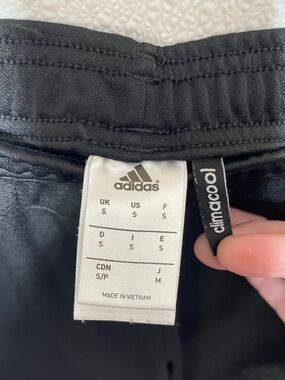 adidas
UK US F
S S S
D I E
S S S
CDN J
S/P M
MADE IN VIETNAM
climacool